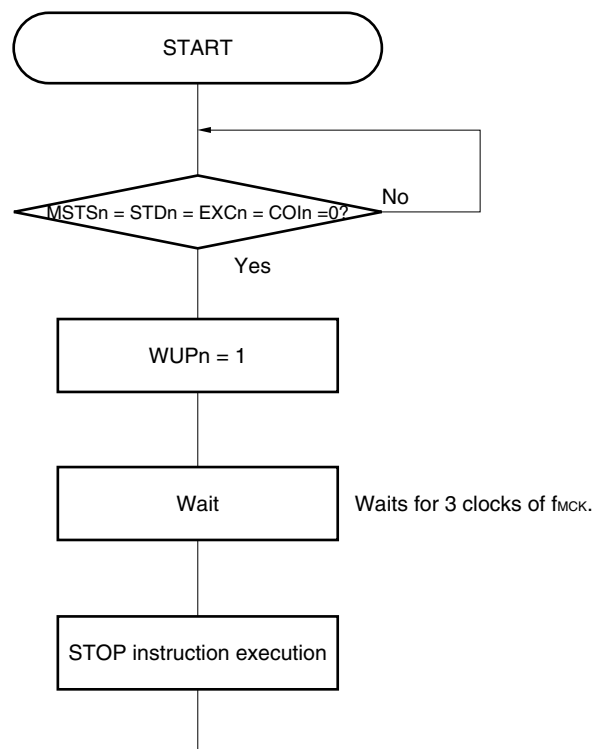 START
MSTSn = STDn = EXCn = COIn =0?
No
Yes
WUPn = 1
Wait
Waits for 3 clocks of fMCK.
STOP instruction execution